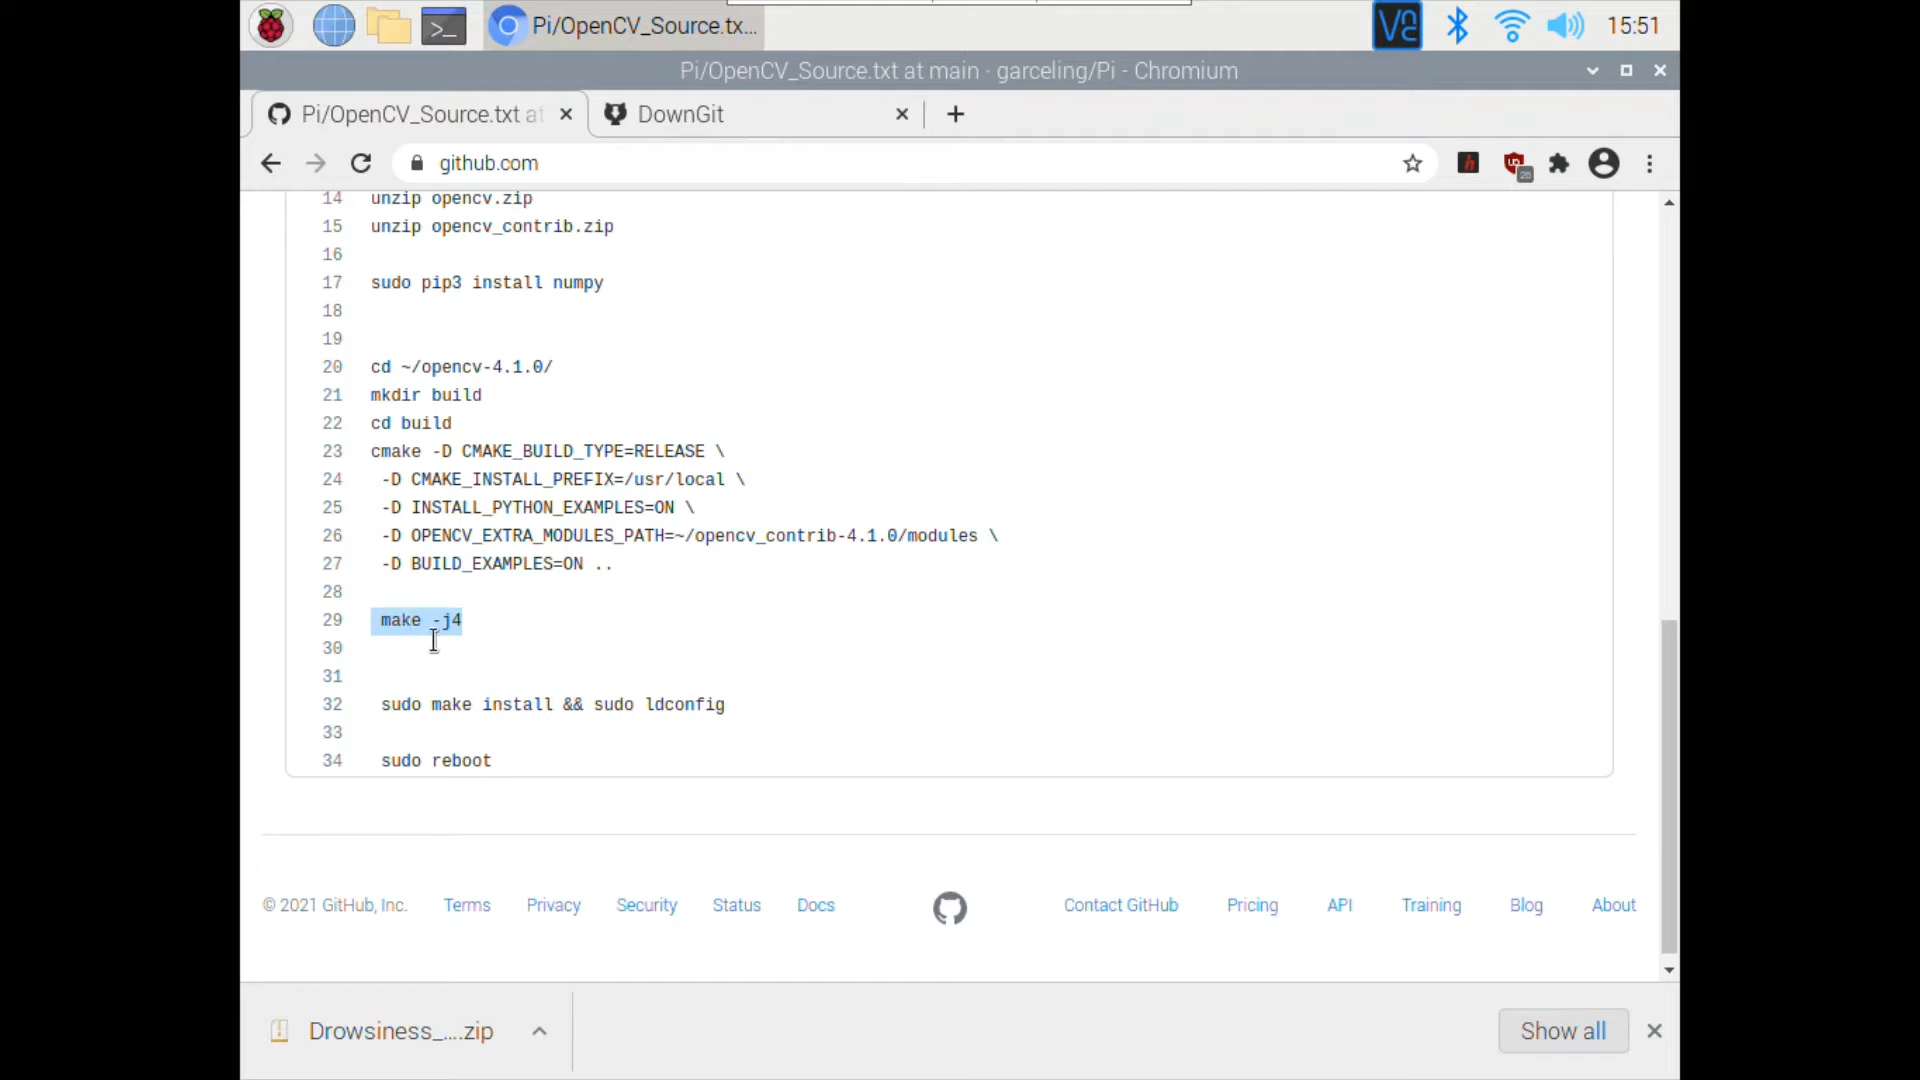 Pi/OpenCV_Source.tx...
15:51
Pi/OpenCV_Source.txt at main · garceling/Pi - Chromium
Pi/OpenCV_Source.txt at
DownGit
github.com
14 unzip opencv.zip
15 unzip opencv_contrib.zip
16
17 sudo pip3 install numpy
18
19
20 cd ~/opencv-4.1.0/
21 mkdir build
22 cd build
23 cmake -D CMAKE_BUILD_TYPE=RELEASE \
24 -D CMAKE_INSTALL_PREFIX=/usr/local \
25 -D INSTALL_PYTHON_EXAMPLES=ON \
26 -D OPENCV_EXTRA_MODULES_PATH=~/opencv_contrib-4.1.0/modules \
27 -D BUILD_EXAMPLES=ON ..
28
29 make -j4
30
31
32 sudo make install && sudo ldconfig
33
34 sudo reboot
© 2021 GitHub, Inc. Terms Privacy Security Status Docs Contact GitHub Pricing API Training Blog About
Drowsiness_....zip
Show all